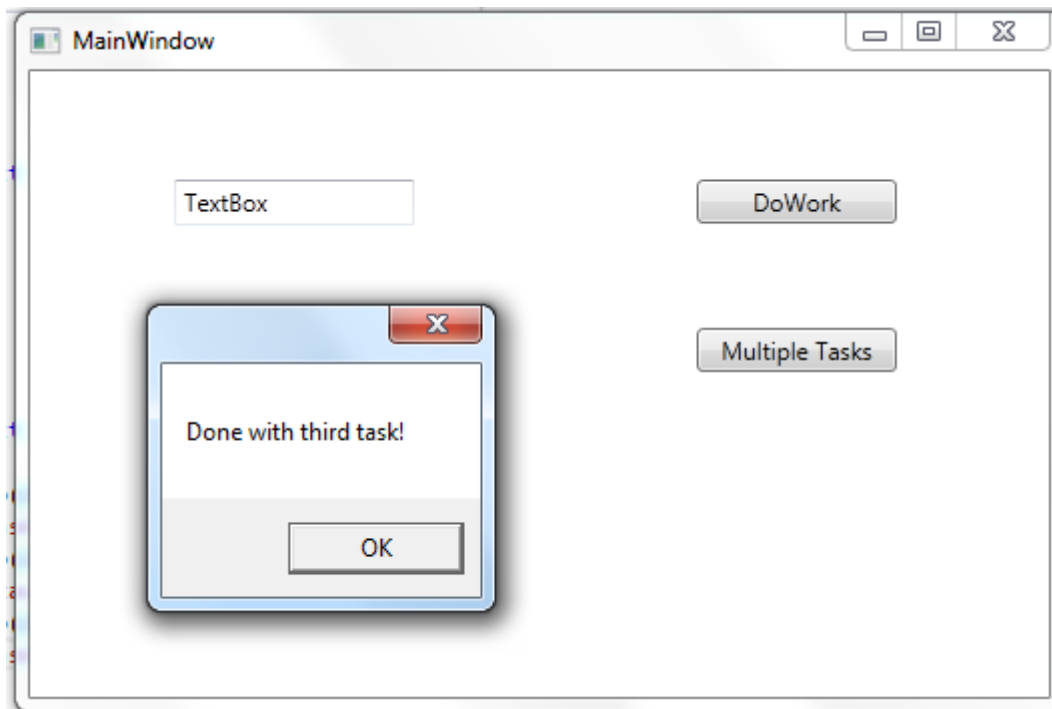 MainWindow
TextBox
DoWork
Multiple Tasks
Done with third task!
OK